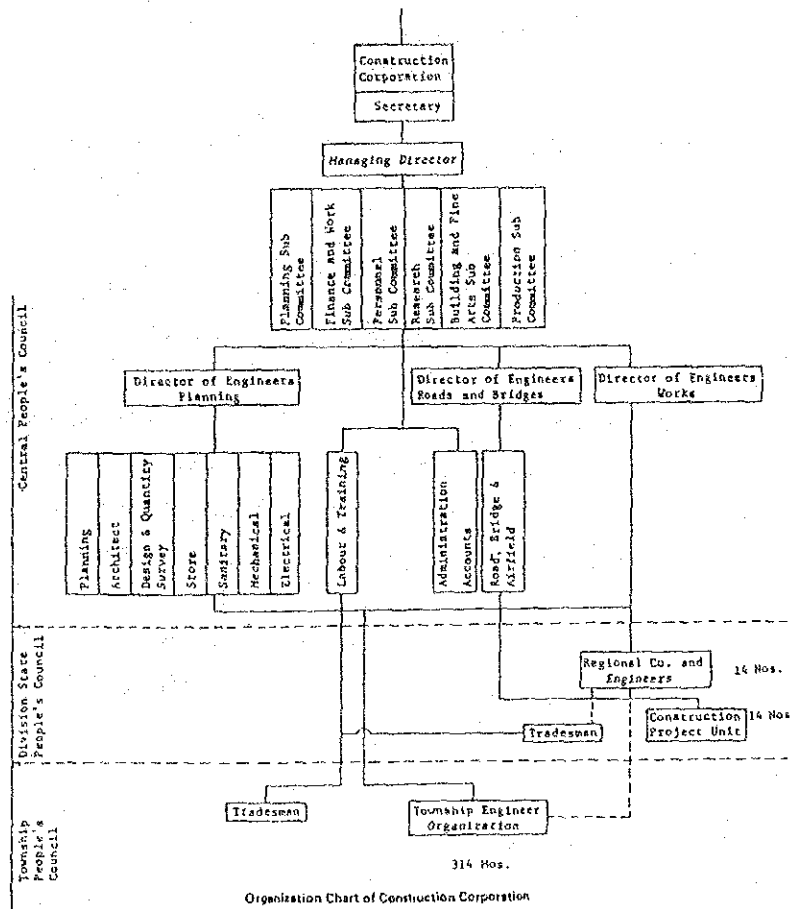 Construction
Corporation
Secretary
Managing Director
Planning Sub
Committee
Finance and Work
Sub Committee
Personnel
Sub Committee
Research
Sub Committee
Building and Fine
Arts Sub
Committee
Production Sub
Committee
Central People's Council
Director of Engineers
Planning
Director of Engineers
Roads and Bridges
Director of Engineers
Works
Planning
Architect
Design & Quantity
Survey
Store
Sanitary
Mechanical
Electrical
Labour & Training
Administration
Accounts
Road, Bridge &
Airfield
Division State
People's Council
Regional Co. and
Engineers
14 Nos.
Tradesman
Construction
Project Unit
14 Nos
Township
People's
Council
Tradesman
Township Engineer
Organization
314 Nos.
Organization Chart of Construction Corporation